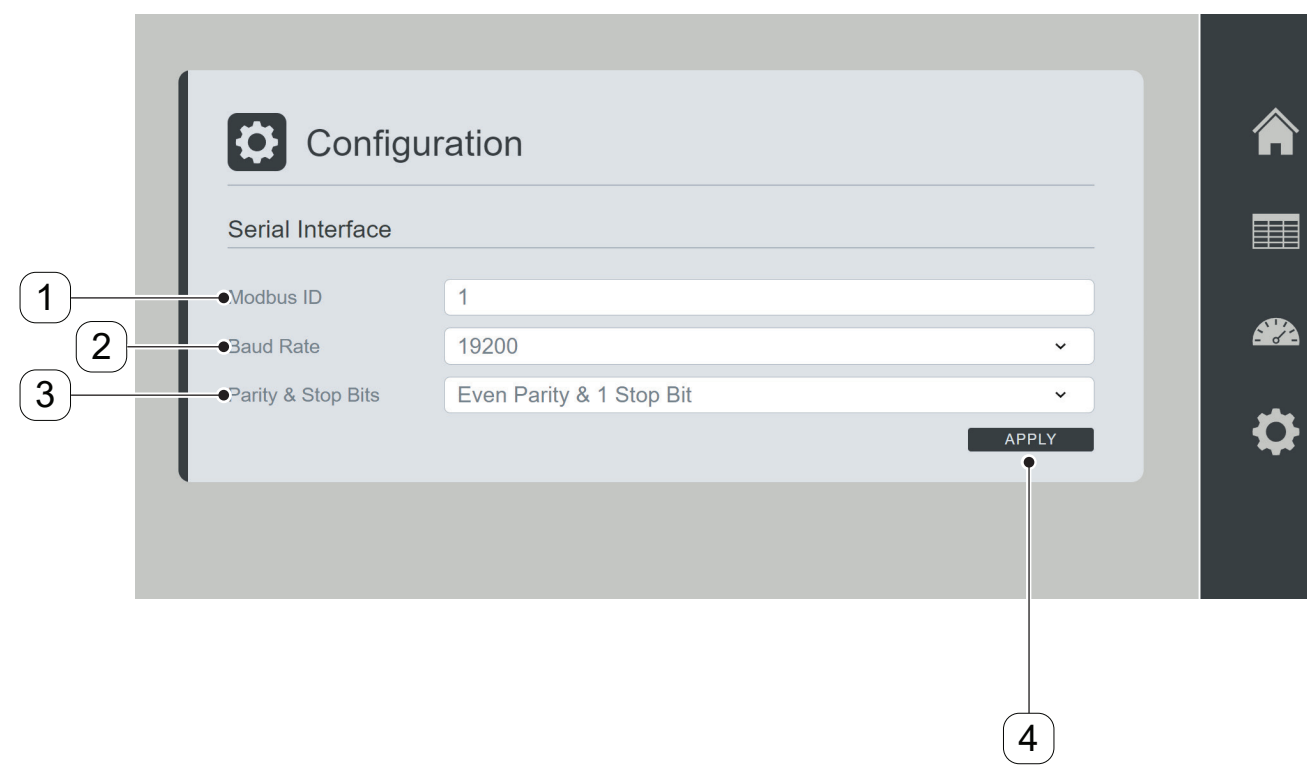 Configuration
Serial Interface
1 Modbus ID 1
2 Baud Rate 19200
3 Parity & Stop Bits Even Parity & 1 Stop Bit
APPLY
4